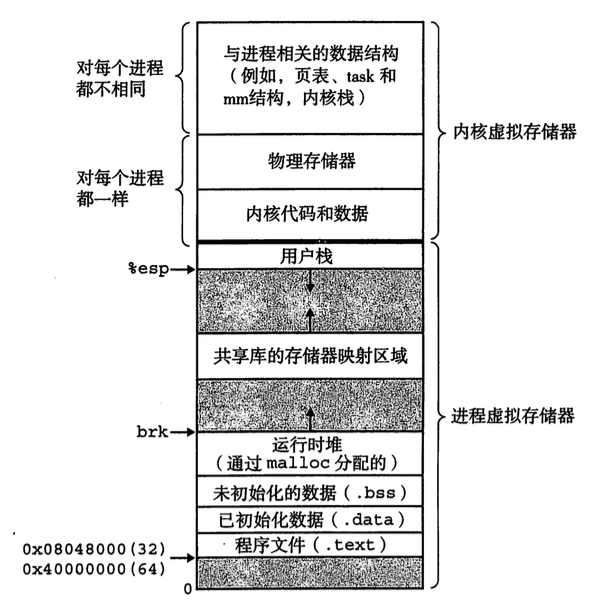 对每个进程
都不相同
与进程相关的数据结构
（例如，页表、task 和
mm结构，内核栈）
内核虚拟存储器
对每个进程
都一样
物理存储器
内核代码和数据
用户栈
%esp
共享库的存储器映射区域
进程虚拟存储器
brk
运行时堆
（通过 malloc 分配的）
未初始化的数据（.bss）
已初始化数据（.data）
程序文件（.text）
0x08048000(32)
0x40000000(64)
0